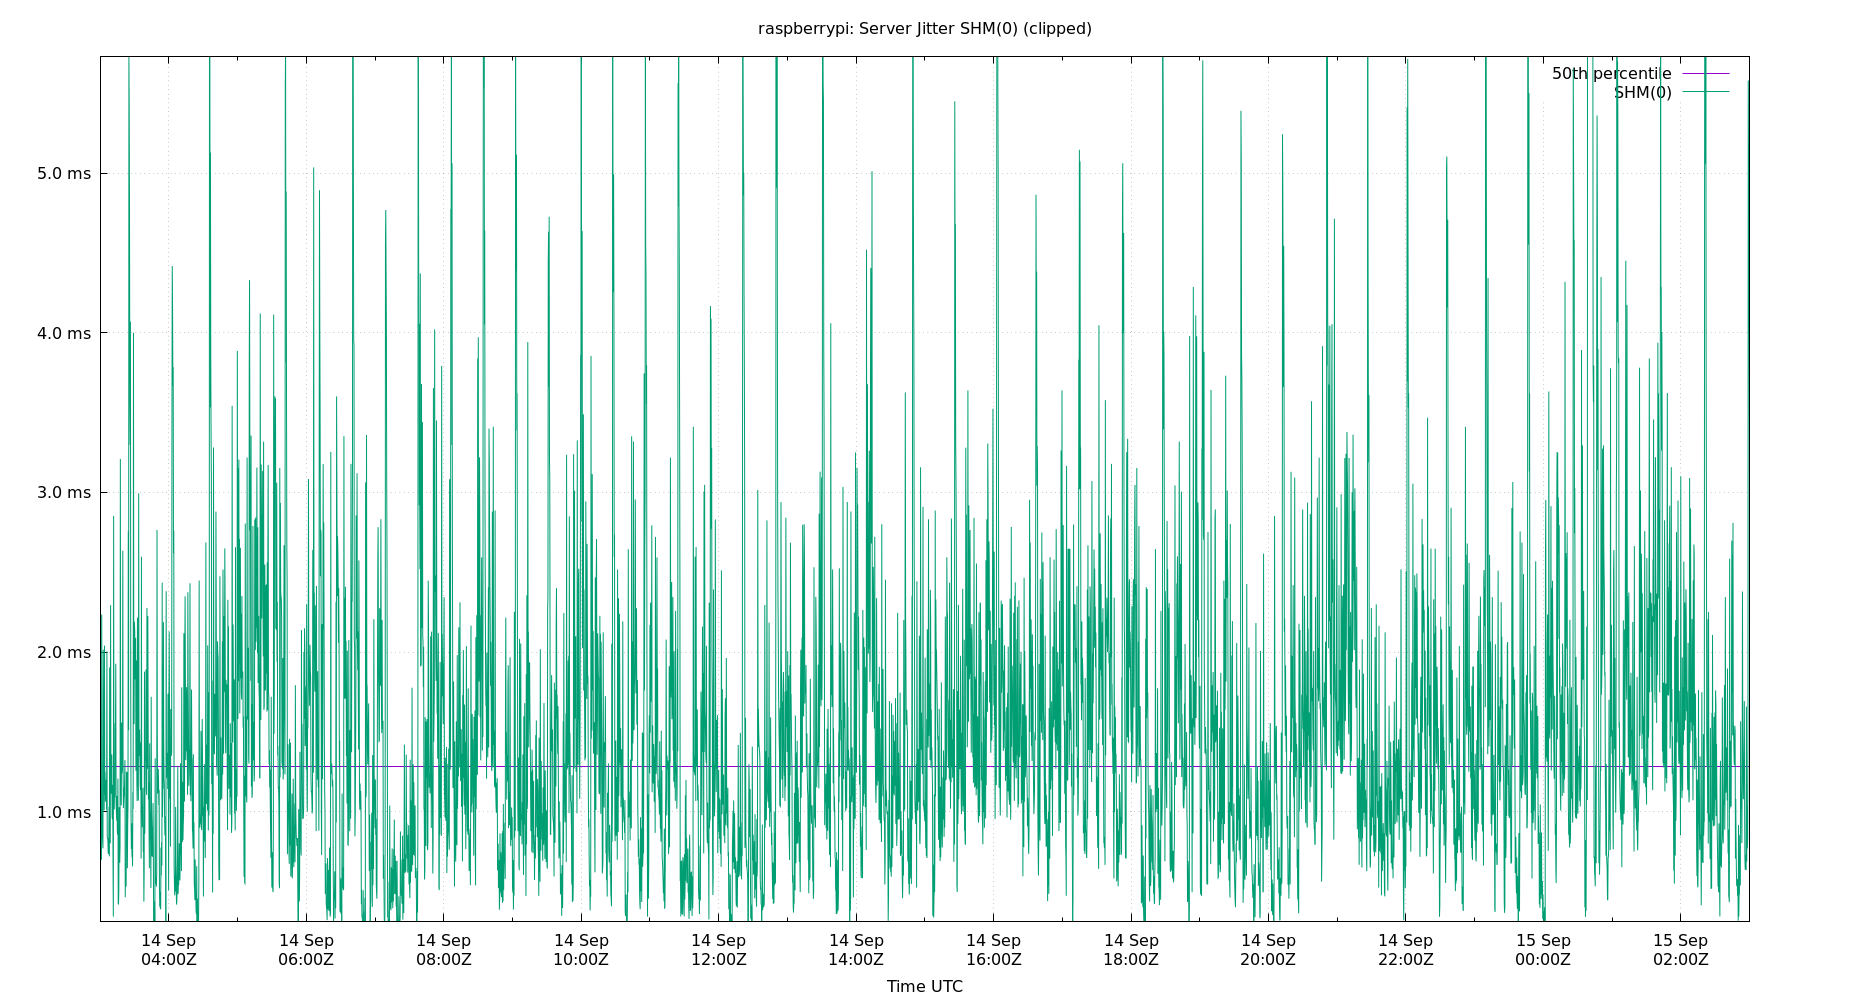 raspberrypi: Server Jitter SHM(0) (clipped)
50th percentile
SHM(0)
5.0 ms
4.0 ms
3.0 ms
2.0 ms
1.0 ms
14 Sep 14 Sep 14 Sep 14 Sep 14 Sep 14 Sep 14 Sep 14 Sep 14 Sep 14 Sep 15 Sep 15 Sep
04:00Z 06:00Z 08:00Z 10:00Z 12:00Z 14:00Z 16:00Z 18:00Z 20:00Z 22:00Z 00:00Z 02:00Z
Time UTC